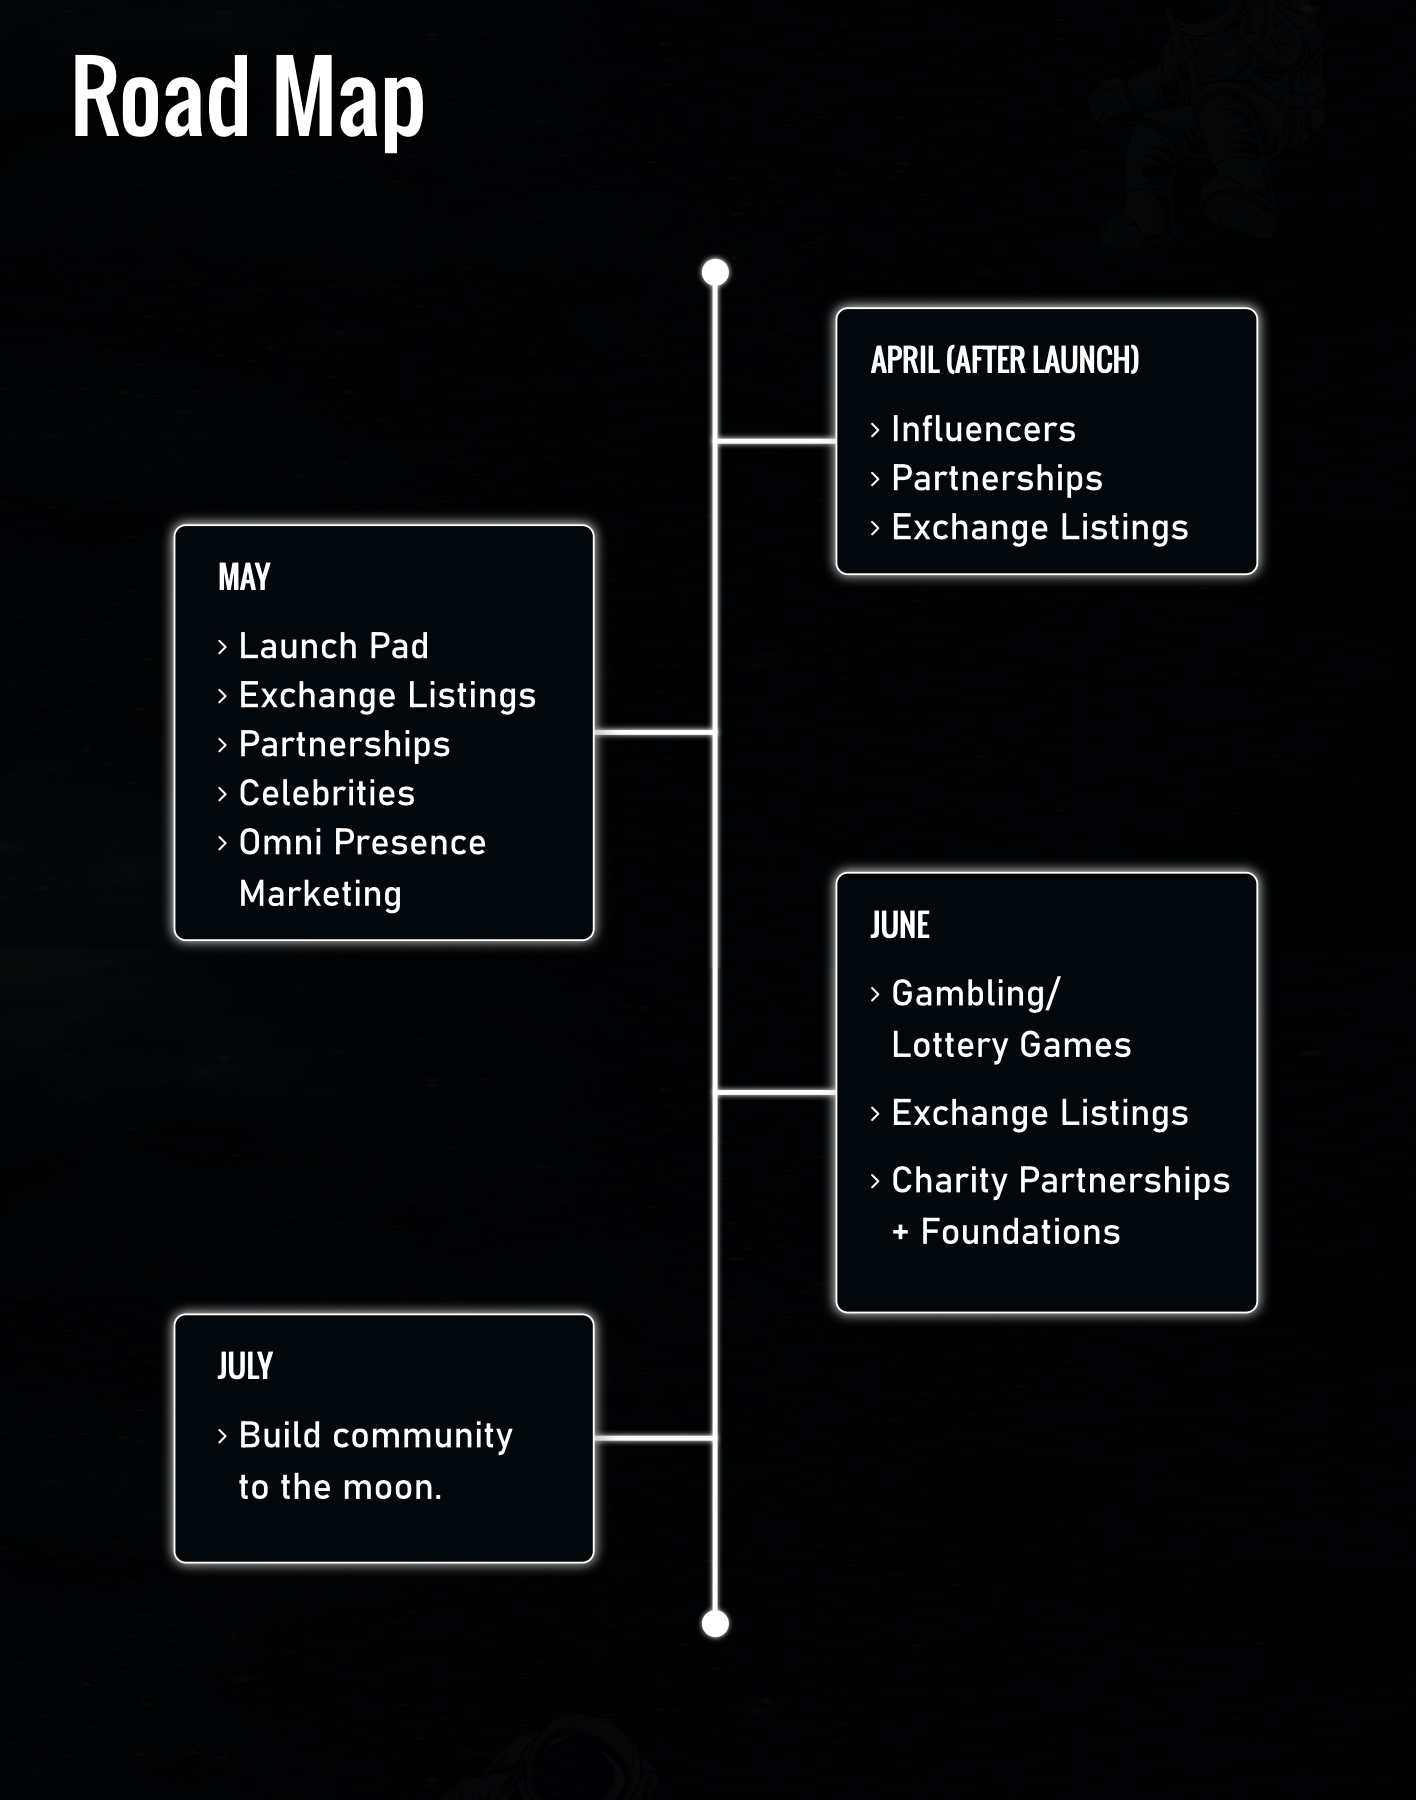 Road Map
APRIL (AFTER LAUNCH)
> Influencers
> Partnerships
> Exchange Listings
MAY
> Launch Pad
> Exchange Listings
> Partnerships
> Celebrities
> Omni Presence
Marketing
JUNE
> Gambling/
Lottery Games
> Exchange Listings
> Charity Partnerships
+ Foundations
JULY
> Build community
to the moon.